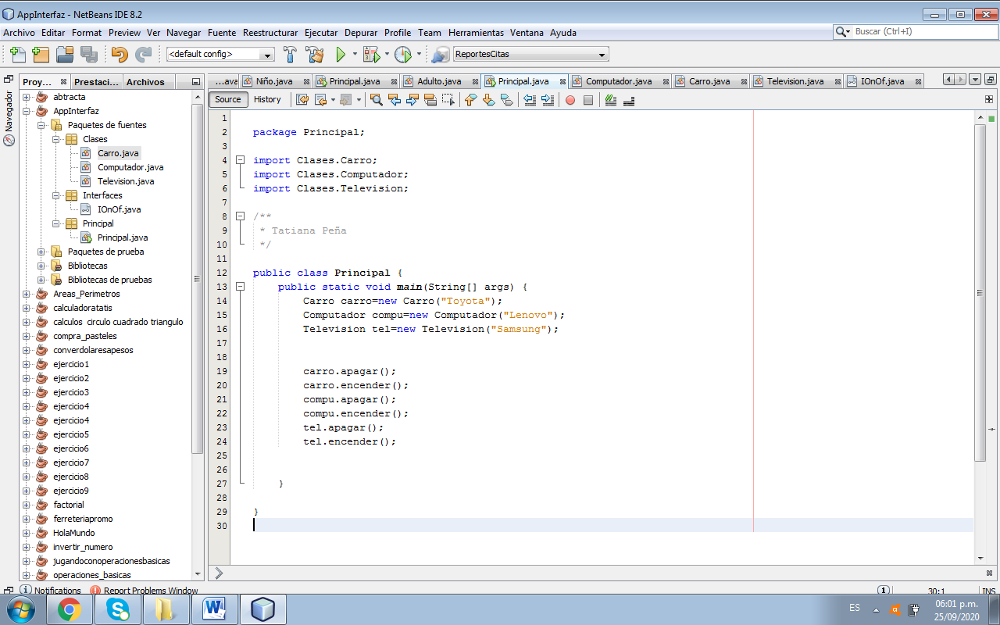 AppInterfaz - NetBeans IDE 8.2
Archivo Editar Format Preview Ver Navegar Fuente Reestructurar Ejecutar Depurar Profile Team Herramientas Ventana Ayuda
Buscar (Ctrl+I)
<default config>
ReportesCitas
Proy... Prestaci... Archivos
...ava Niño.java Principal.java Adulto.java Principal.java Computador.java Carro.java Television.java IOnOf.java
Source History
Navegador
abtracta
AppInterfaz
Paquetes de fuentes
Clases
Carro.java
Computador.java
Television.java
Interfaces
IOnOf.java
Principal
Principal.java
Paquetes de prueba
Bibliotecas
Bibliotecas de pruebas
Areas_Perimetros
calculadoratatis
calculos circulo cuadrado triangulo
compra_pasteles
converdolaresapesos
ejercicio1
ejercicio2
ejercicio3
ejercicio4
ejercicio4
ejercicio5
ejercicio6
ejercicio7
ejercicio8
ejercicio9
factorial
ferreteriapromo
HolaMundo
invertir_numero
jugandoconoperacionesbasicas
operaciones_basicas
1
2 package Principal;
3
4 import Clases.Carro;
5 import Clases.Computador;
6 import Clases.Television;
7
8 /**
9 * Tatiana Peña
10 */
11
12 public class Principal {
13 public static void main(String[] args) {
14 Carro carro=new Carro("Toyota");
15 Computador compu=new Computador("Lenovo");
16 Television tel=new Television("Samsung");
17
18
19 carro.apagar();
20 carro.encender();
21 compu.apagar();
22 compu.encender();
23 tel.apagar();
24 tel.encender();
25
26
27 }
28
29 }
30
Notifications Report Problems Window
1 30:1 INS
ES 06:01 p.m.
25/09/2020